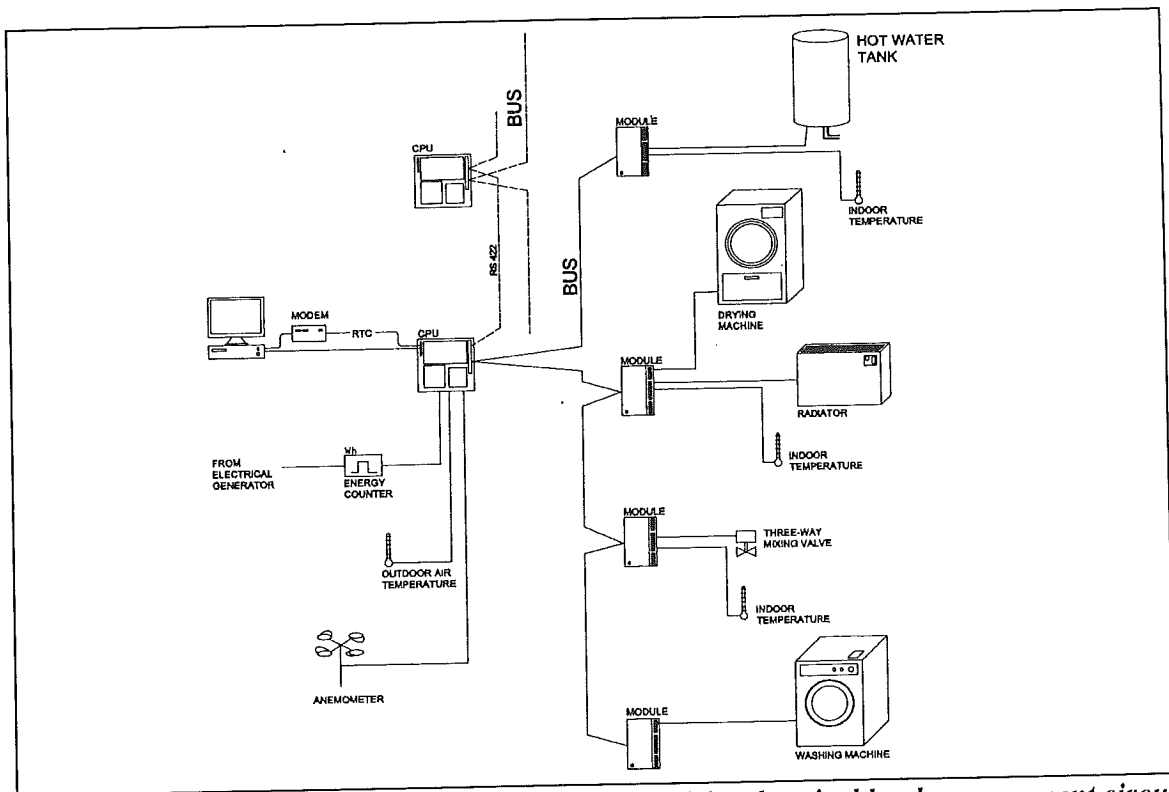 HOT WATER
TANK
BUS
MODULE
CPU
INDOOR
TEMPERATURE
RS 422
BUS
DRYING
MACHINE
MODEM
RTC
CPU
MODULE
RADIATOR
FROM
ELECTRICAL
GENERATOR
Wh
ENERGY
COUNTER
INDOOR
TEMPERATURE
MODULE
THREE-WAY
MIXING VALVE
OUTDOOR AIR
TEMPERATURE
INDOOR
TEMPERATURE
ANEMOMETER
MODULE
WASHING MACHINE